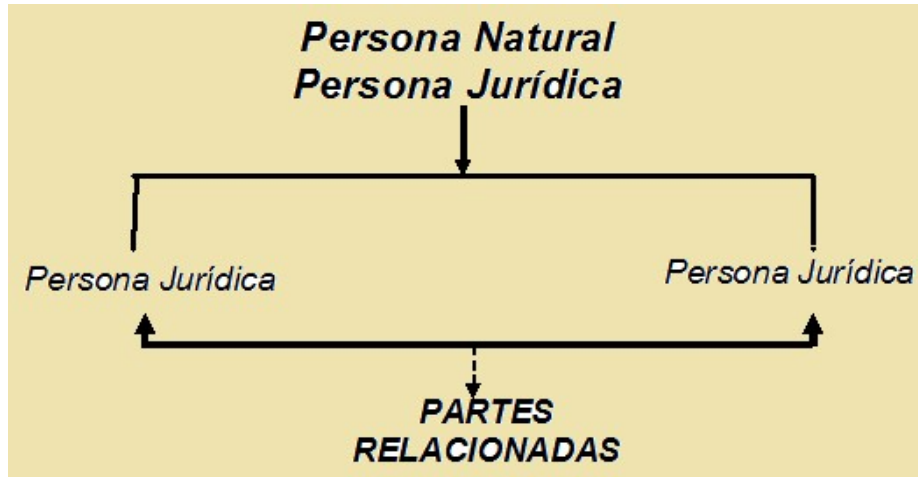 Persona Natural
Persona Jurídica
Persona Jurídica
Persona Jurídica
PARTES
RELACIONADAS